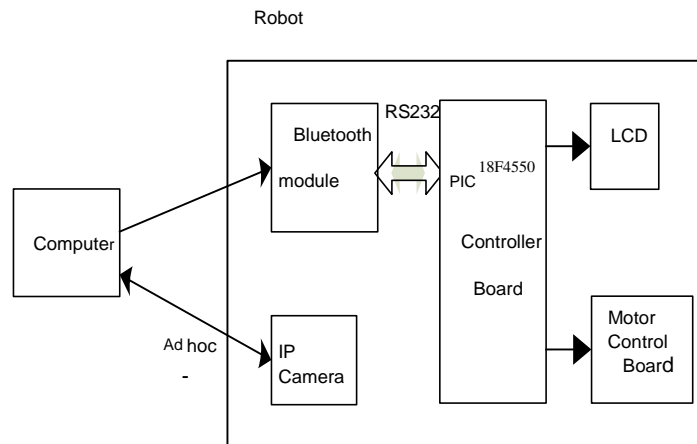 Robot
RS232
Bluetooth
module
LCD
PIC 18F4550
Computer
Controller
Board
Ad hoc
-
IP
Camera
Motor
Control
Board